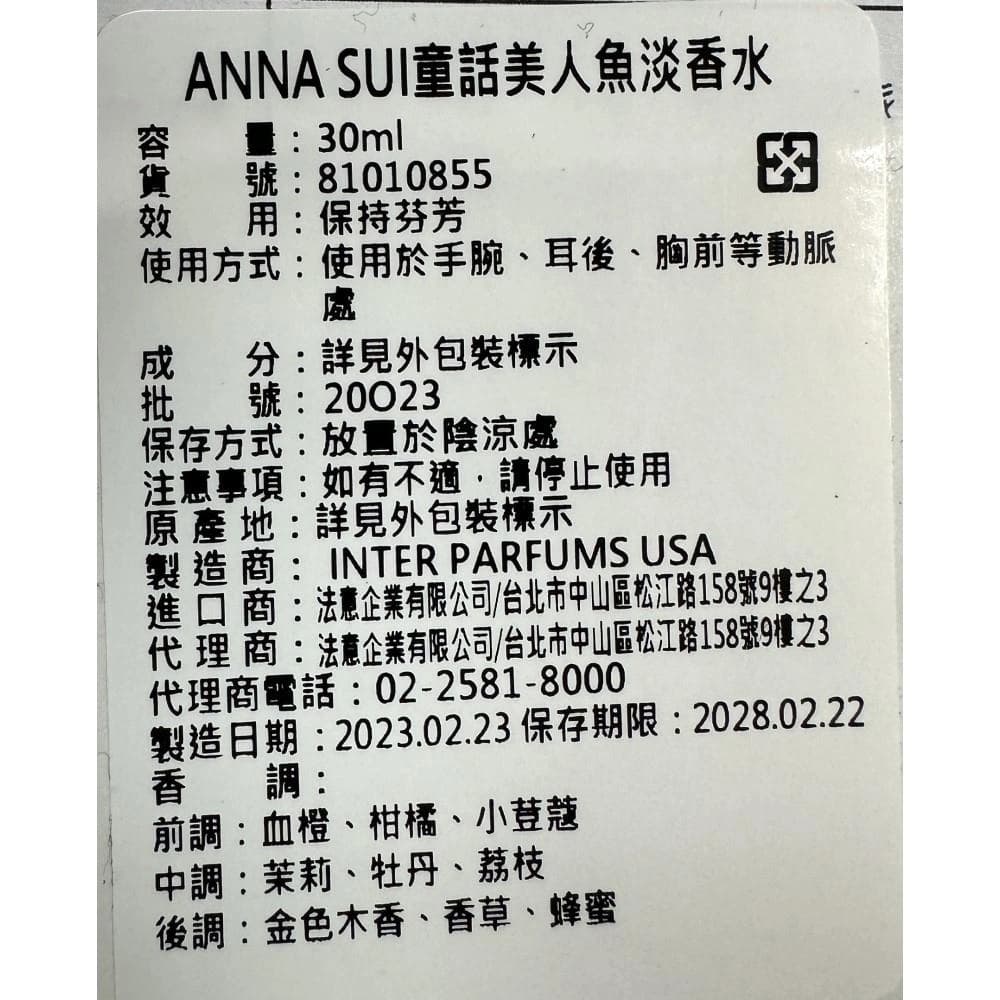 ANNA SUI童話美人魚淡香水
容量：30ml
貨號：81010855
效用：保持芬芳
使用方式：使用於手腕、耳後、胸前等動脈
處
成分：詳見外包裝標示
批號：20O23
保存方式：放置於陰涼處
注意事項：如有不適，請停止使用
原產地：詳見外包裝標示
製造商：INTER PARFUMS USA
進口商：法意企業有限公司/台北市中山區松江路158號9樓之3
代理商：法意企業有限公司/台北市中山區松江路158號9樓之3
代理商電話：02-2581-8000
製造日期：2023.02.23 保存期限：2028.02.22
香調：
前調：血橙、柑橘、小荳蔻
中調：茉莉、牡丹、荔枝
後調：金色木香、香草、蜂蜜